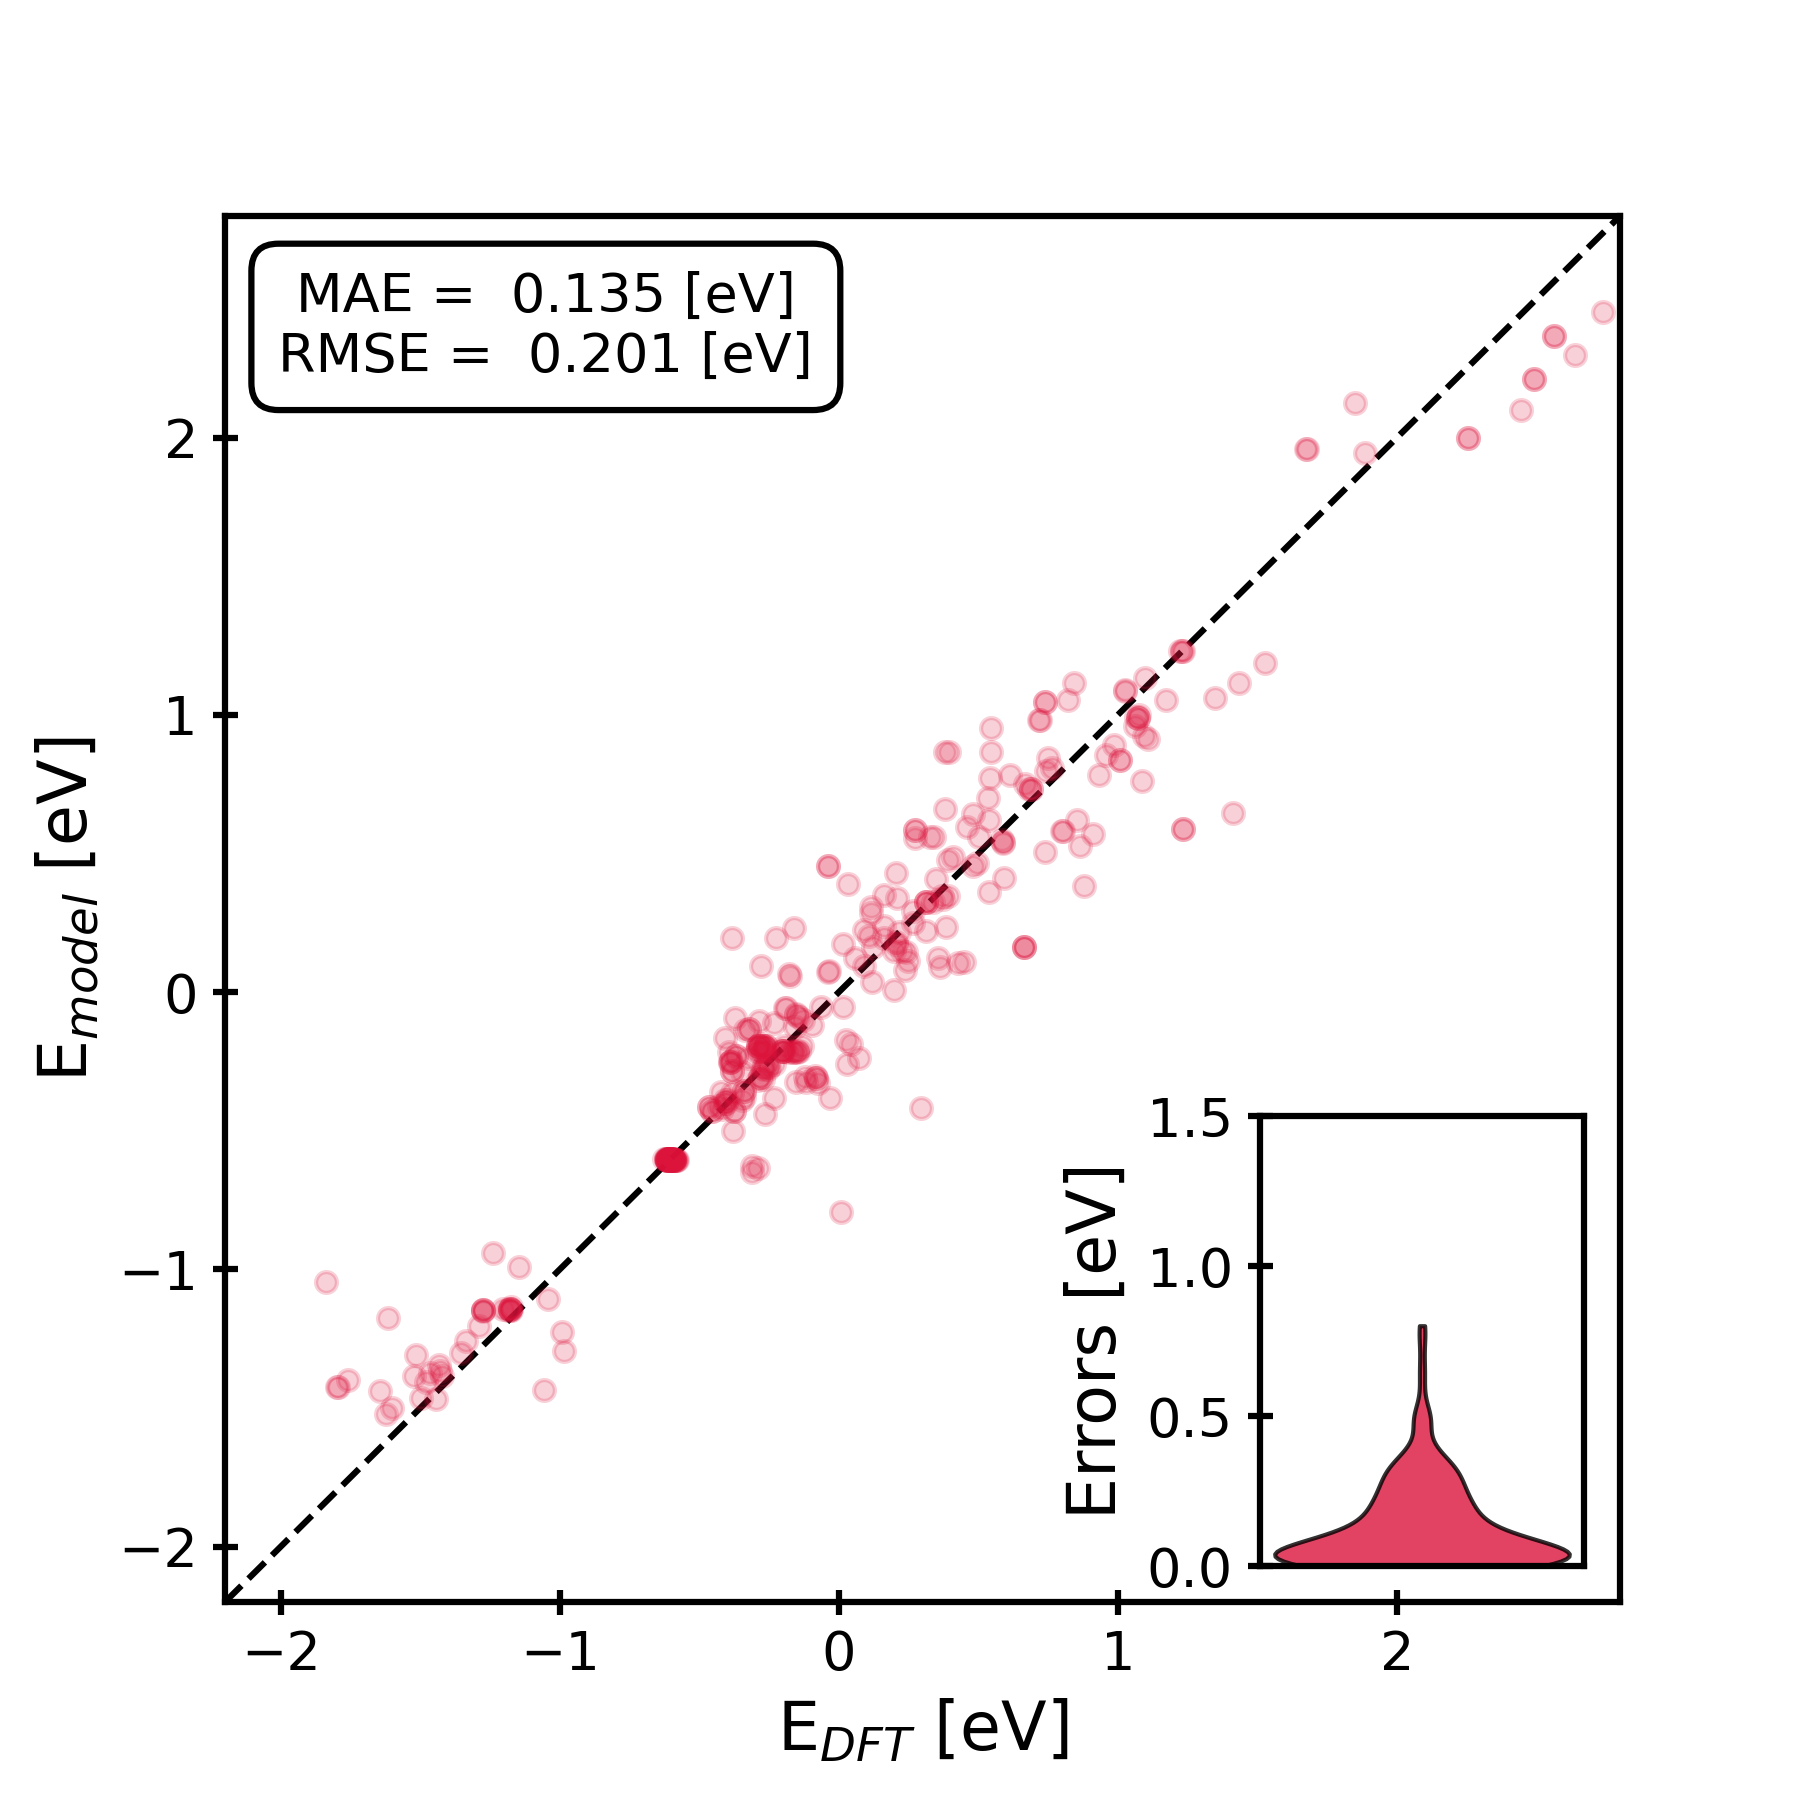 MAE = 0.135 [eV]
RMSE = 0.201 [eV]
2
1
0
−1
−2
E_model [eV]
1.5
1.0
0.5
0.0
Errors [eV]
−2 −1 0 1 2
E_DFT [eV]